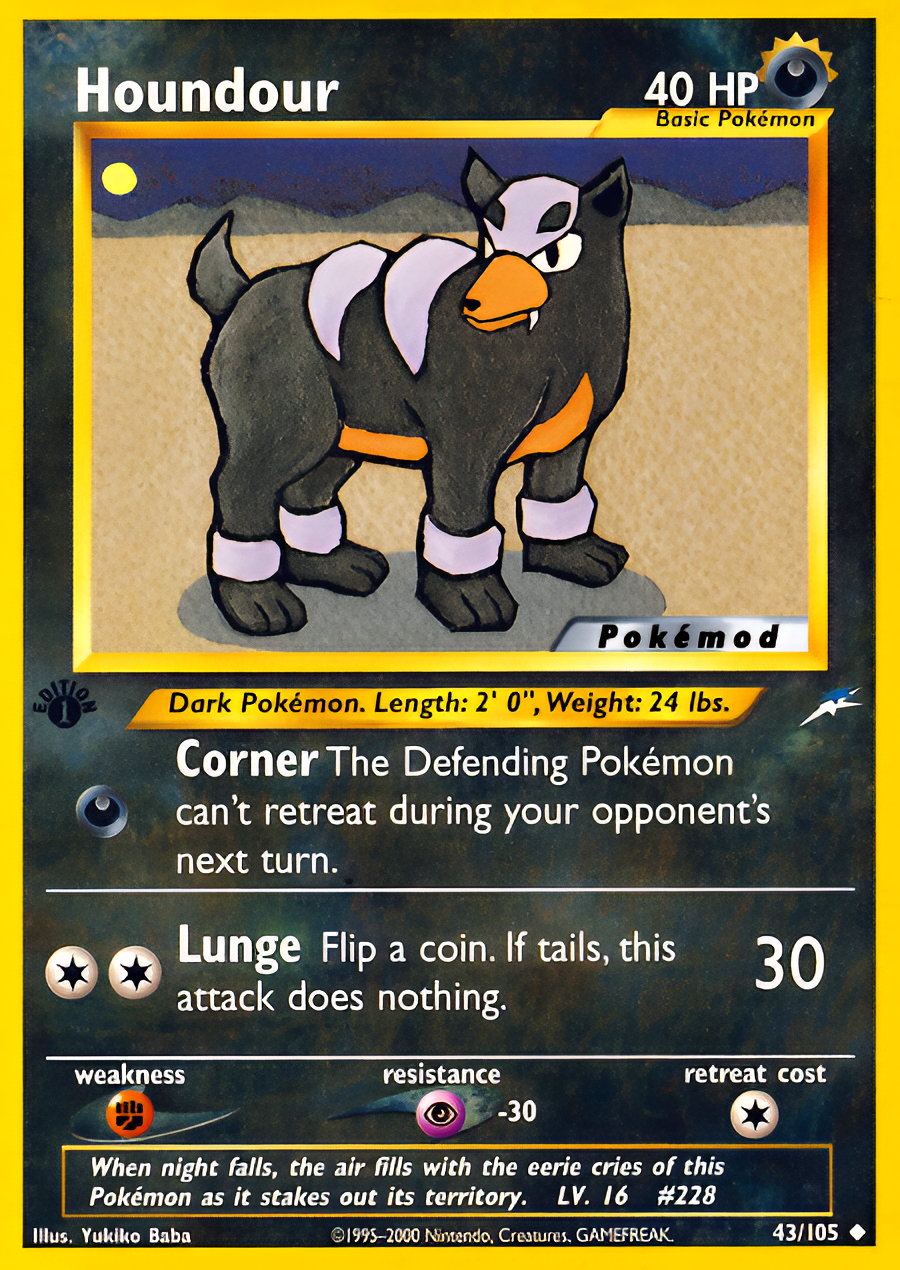 Houndour
40 HP
Basic Pokémon
Pokémod
EDITION
1
Dark Pokémon. Length: 2' 0", Weight: 24 lbs.
Corner The Defending Pokémon
can't retreat during your opponent's
next turn.
Lunge Flip a coin. If tails, this
attack does nothing.
30
weakness
resistance
retreat cost
-30
When night falls, the air fills with the eerie cries of this
Pokémon as it stakes out its territory. LV. 16 #228
Illus. Yukiko Baba
©1995–2000 Nintendo, Creatures, GAMEFREAK.
43/105